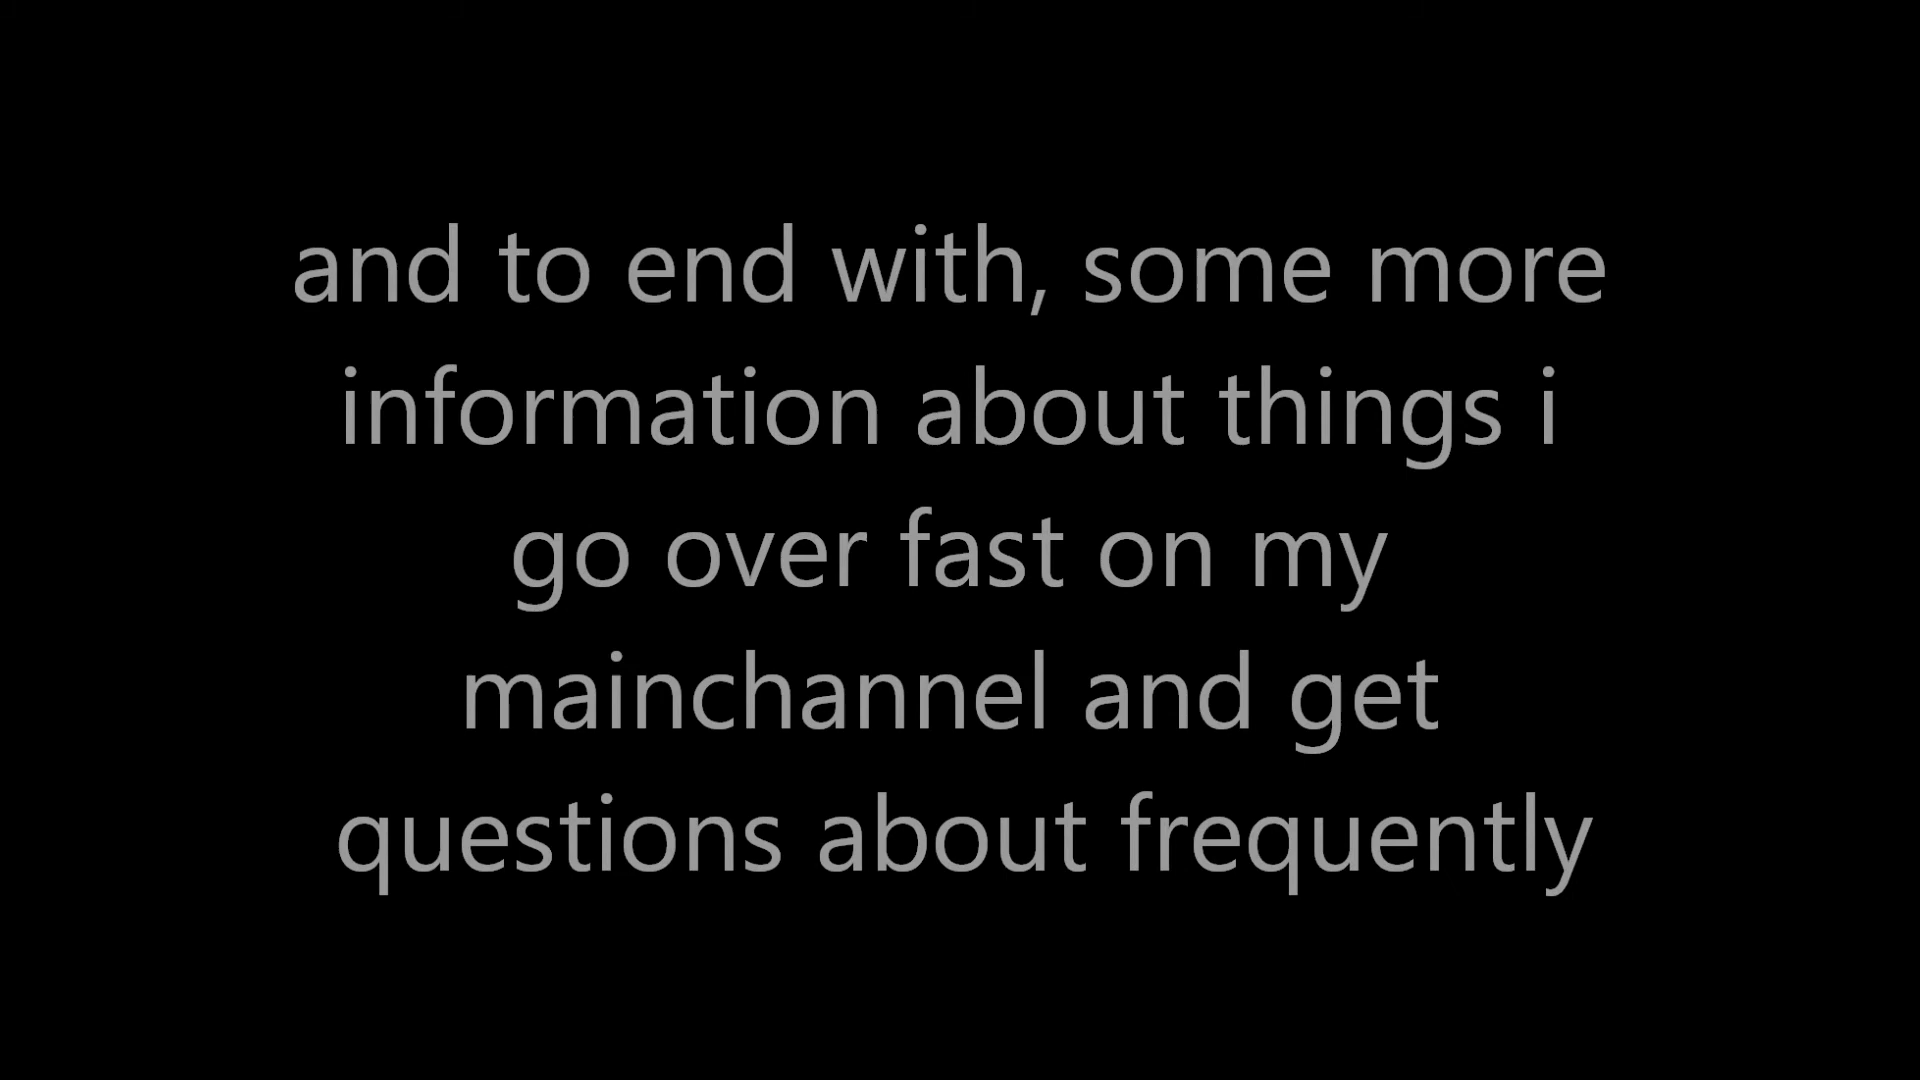 and to end with, some more
information about things i
go over fast on my
mainchannel and get
questions about frequently